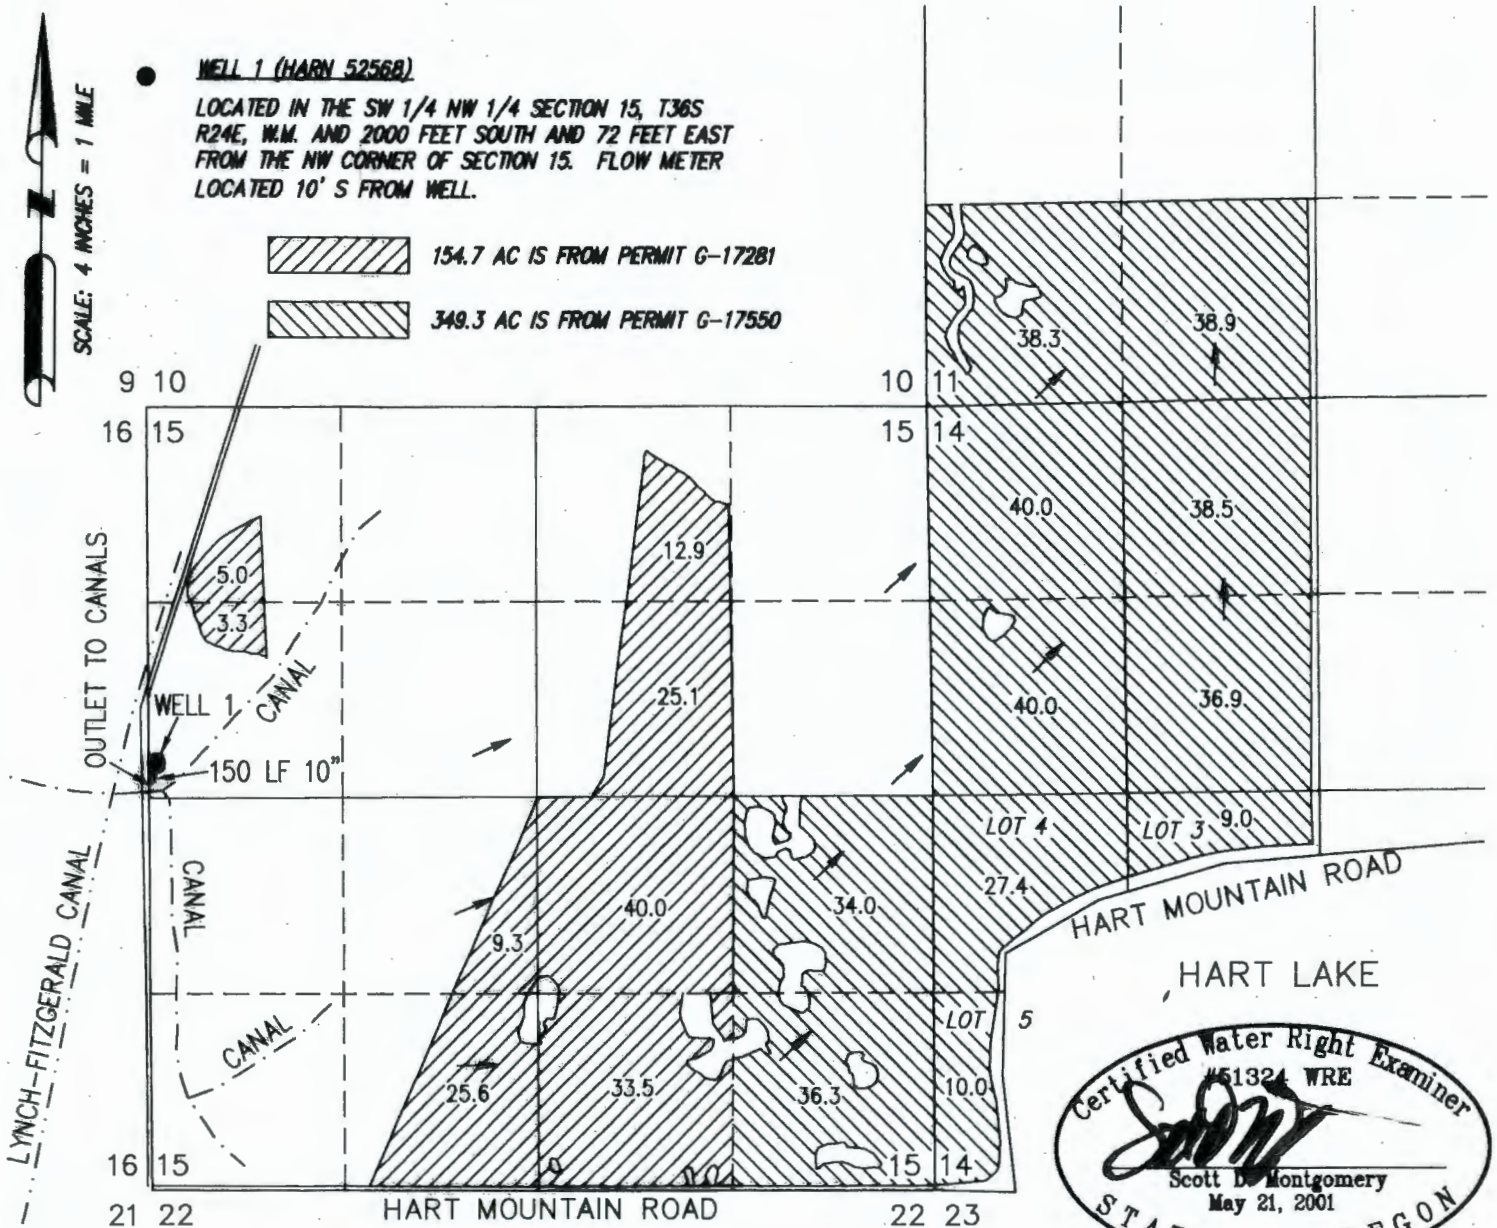 WELL 1 (HARN 52568)
LOCATED IN THE SW 1/4 NW 1/4 SECTION 15, T36S
R24E, W.M. AND 2000 FEET SOUTH AND 72 FEET EAST
FROM THE NW CORNER OF SECTION 15. FLOW METER
LOCATED 10' S FROM WELL.
N
SCALE: 4 INCHES = 1 MILE
154.7 AC IS FROM PERMIT G-17281
349.3 AC IS FROM PERMIT G-17550
38.3
38.9
9 10
10 11
16 15
15 14
40.0
38.5
12.9
5.0
3.3
OUTLET TO CANALS
CANAL
WELL 1
25.1
40.0
36.9
150 LF 10"
LOT 4
LOT 3
9.0
27.4
HART MOUNTAIN ROAD
LYNCH-FITZGERALD CANAL
CANAL
9.3
40.0
34.0
HART LAKE
LOT 5
CANAL
25.6
33.5
36.3
10.0
16 15
15 14
21 22
HART MOUNTAIN ROAD
22 23
Certified Water Right Examiner
#51324 WRE
Scott D. Montgomery
May 21, 2001